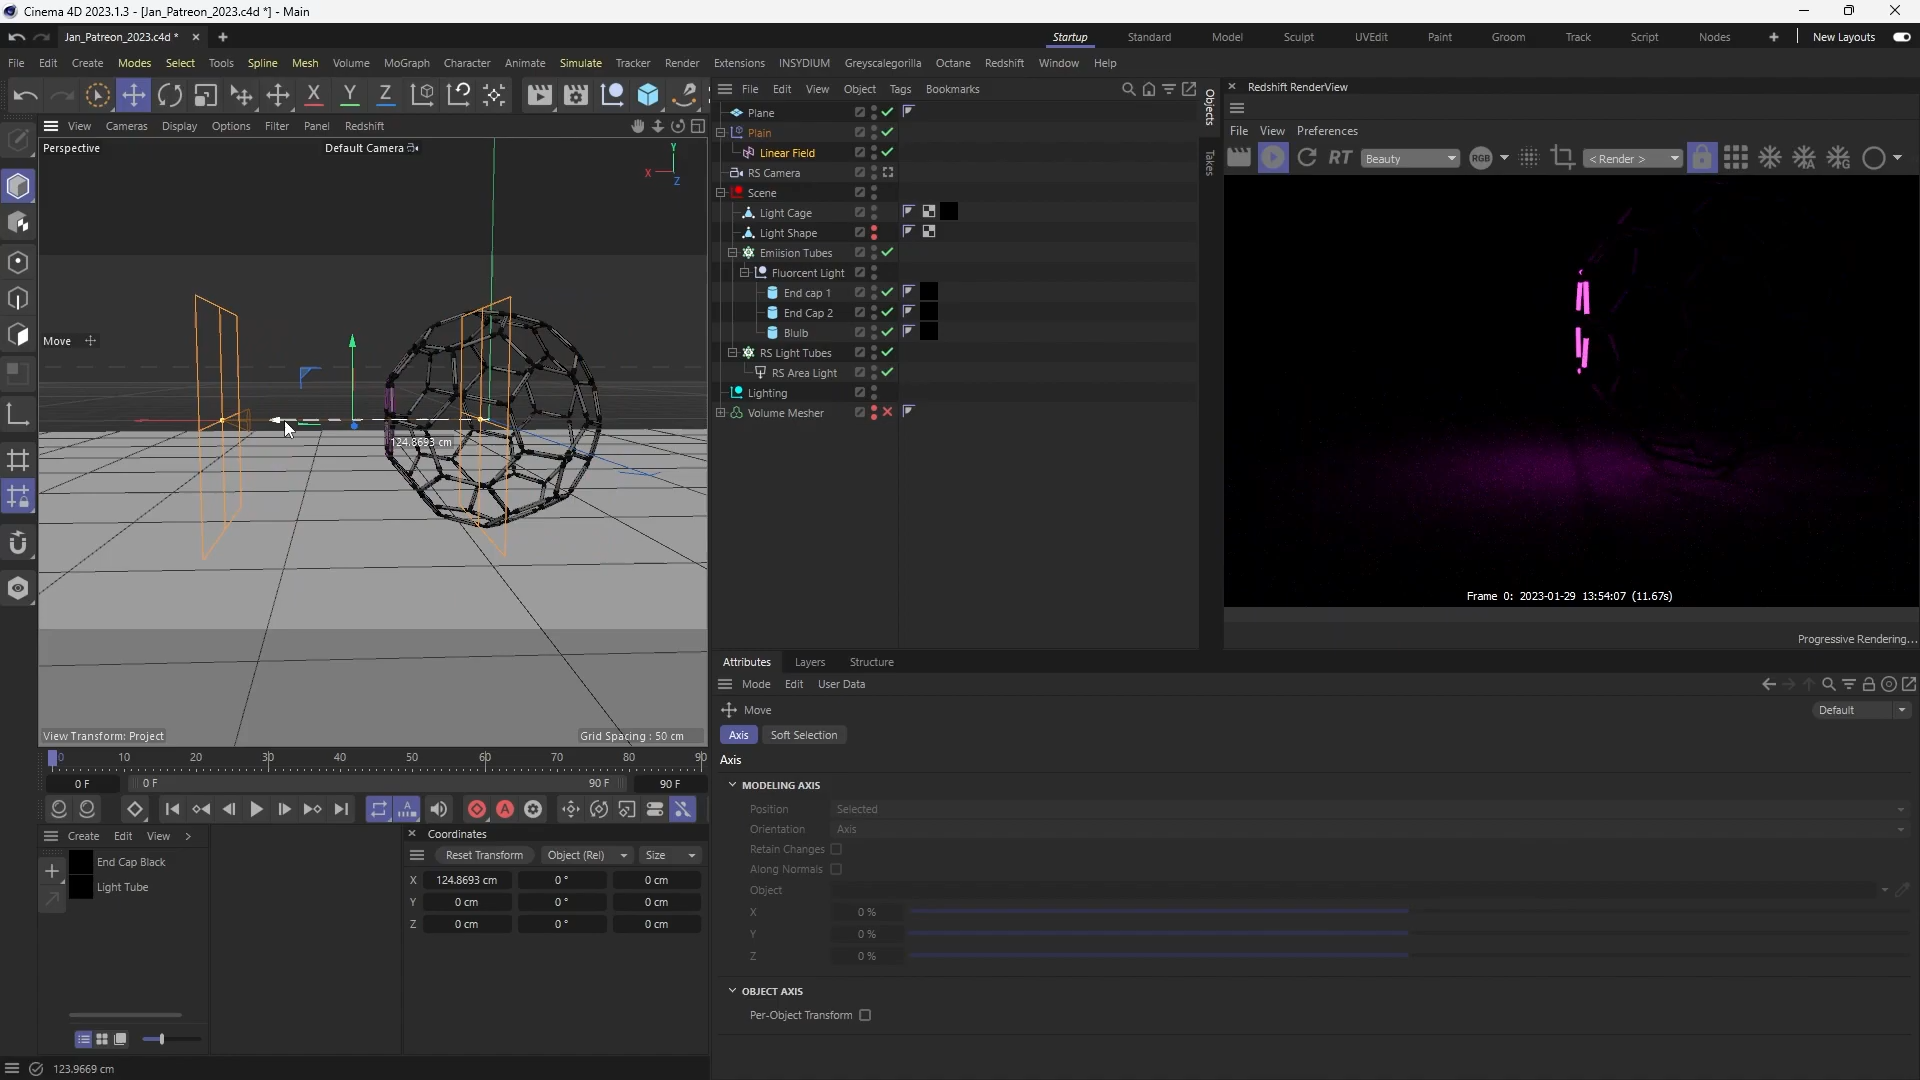 Cinema 4D 2023.1.3 - [Jan_Patreon_2023.c4d *] - Main
Jan_Patreon_2023.c4d * × +
Startup Standard Model Sculpt UVEdit Paint Groom Track Script Nodes + New Layouts
File Edit Create Modes Select Tools Spline Mesh Volume MoGraph Character Animate Simulate Tracker Render Extensions INSYDIUM Greyscalegorilla Octane Redshift Window Help
X Y Z
File Edit View Object Tags Bookmarks
Objects
Takes
Redshift RenderView
File View Preferences
RT Beauty RGB < Render >
View Cameras Display Options Filter Panel Redshift
Perspective
Default Camera
Y
X
Z
Move
124.8693 cm
View Transform: Project
Grid Spacing : 50 cm
Plane
Plain
Linear Field
RS Camera
Scene
Light Cage
Light Shape
Emiision Tubes
Fluorcent Light
End cap 1
End Cap 2
Blulb
RS Light Tubes
RS Area Light
Lighting
Volume Mesher
Frame 0: 2023-01-29 13:54:07 (11.67s)
Progressive Rendering...
0 10 20 30 40 50 60 70 80 90
0 F 0 F 90 F 90 F
Create Edit View >
End Cap Black
Light Tube
Coordinates
Reset Transform Object (Rel) Size
X 124.8693 cm 0 ° 0 cm
Y 0 cm 0 ° 0 cm
Z 0 cm 0 ° 0 cm
Attributes Layers Structure
Mode Edit User Data
Move
Default
Axis Soft Selection
Axis
MODELING AXIS
Position Selected
Orientation Axis
Retain Changes
Along Normals
Object
X 0 %
Y 0 %
Z 0 %
OBJECT AXIS
Per-Object Transform
123.9669 cm